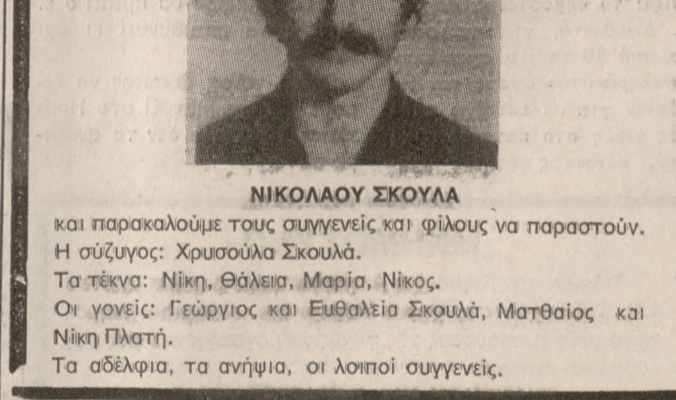 ΝΙΚΟΛΑΟΥ ΣΚΟΥΛΑ
και παρακαλούμε τους συγγενείς και φίλους να παραστούν.
Η σύζυγος: Χρυσούλα Σκουλά.
Τα τέκνα: Νίκη, Θάλεια, Μαρία, Νίκος.
Οι γονείς: Γεώργιος και Ευθαλεία Σκουλά, Ματθαίος και
Νίκη Πλατή.
Τα αδέλφια, τα ανήψια, οι λοιποί συγγενείς.